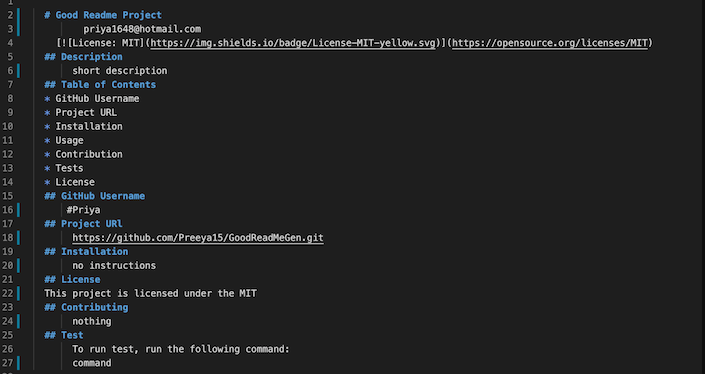 1
2 # Good Readme Project
3 priya1648@hotmail.com
4 [![License: MIT](https://img.shields.io/badge/License-MIT-yellow.svg)](https://opensource.org/licenses/MIT)
5 ## Description
6 short description
7 ## Table of Contents
8 * GitHub Username
9 * Project URL
10 * Installation
11 * Usage
12 * Contribution
13 * Tests
14 * License
15 ## GitHub Username
16 #Priya
17 ## Project URl
18 https://github.com/Preeya15/GoodReadMeGen.git
19 ## Installation
20 no instructions
21 ## License
22 This project is licensed under the MIT
23 ## Contributing
24 nothing
25 ## Test
26 To run test, run the following command:
27 command